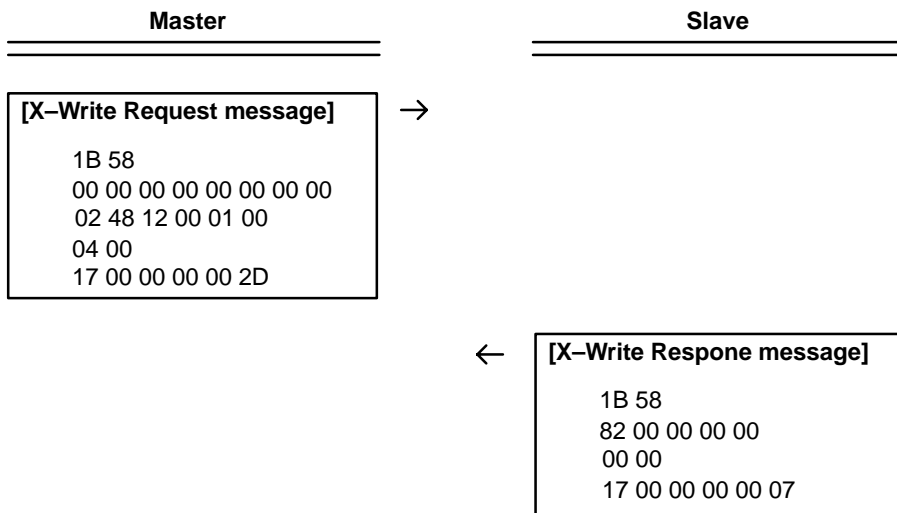 Master
Slave
[X–Write Request message]
1B 58
00 00 00 00 00 00 00 00
02 48 12 00 01 00
04 00
17 00 00 00 00 2D
[X–Write Respone message]
1B 58
82 00 00 00 00
00 00
17 00 00 00 00 07